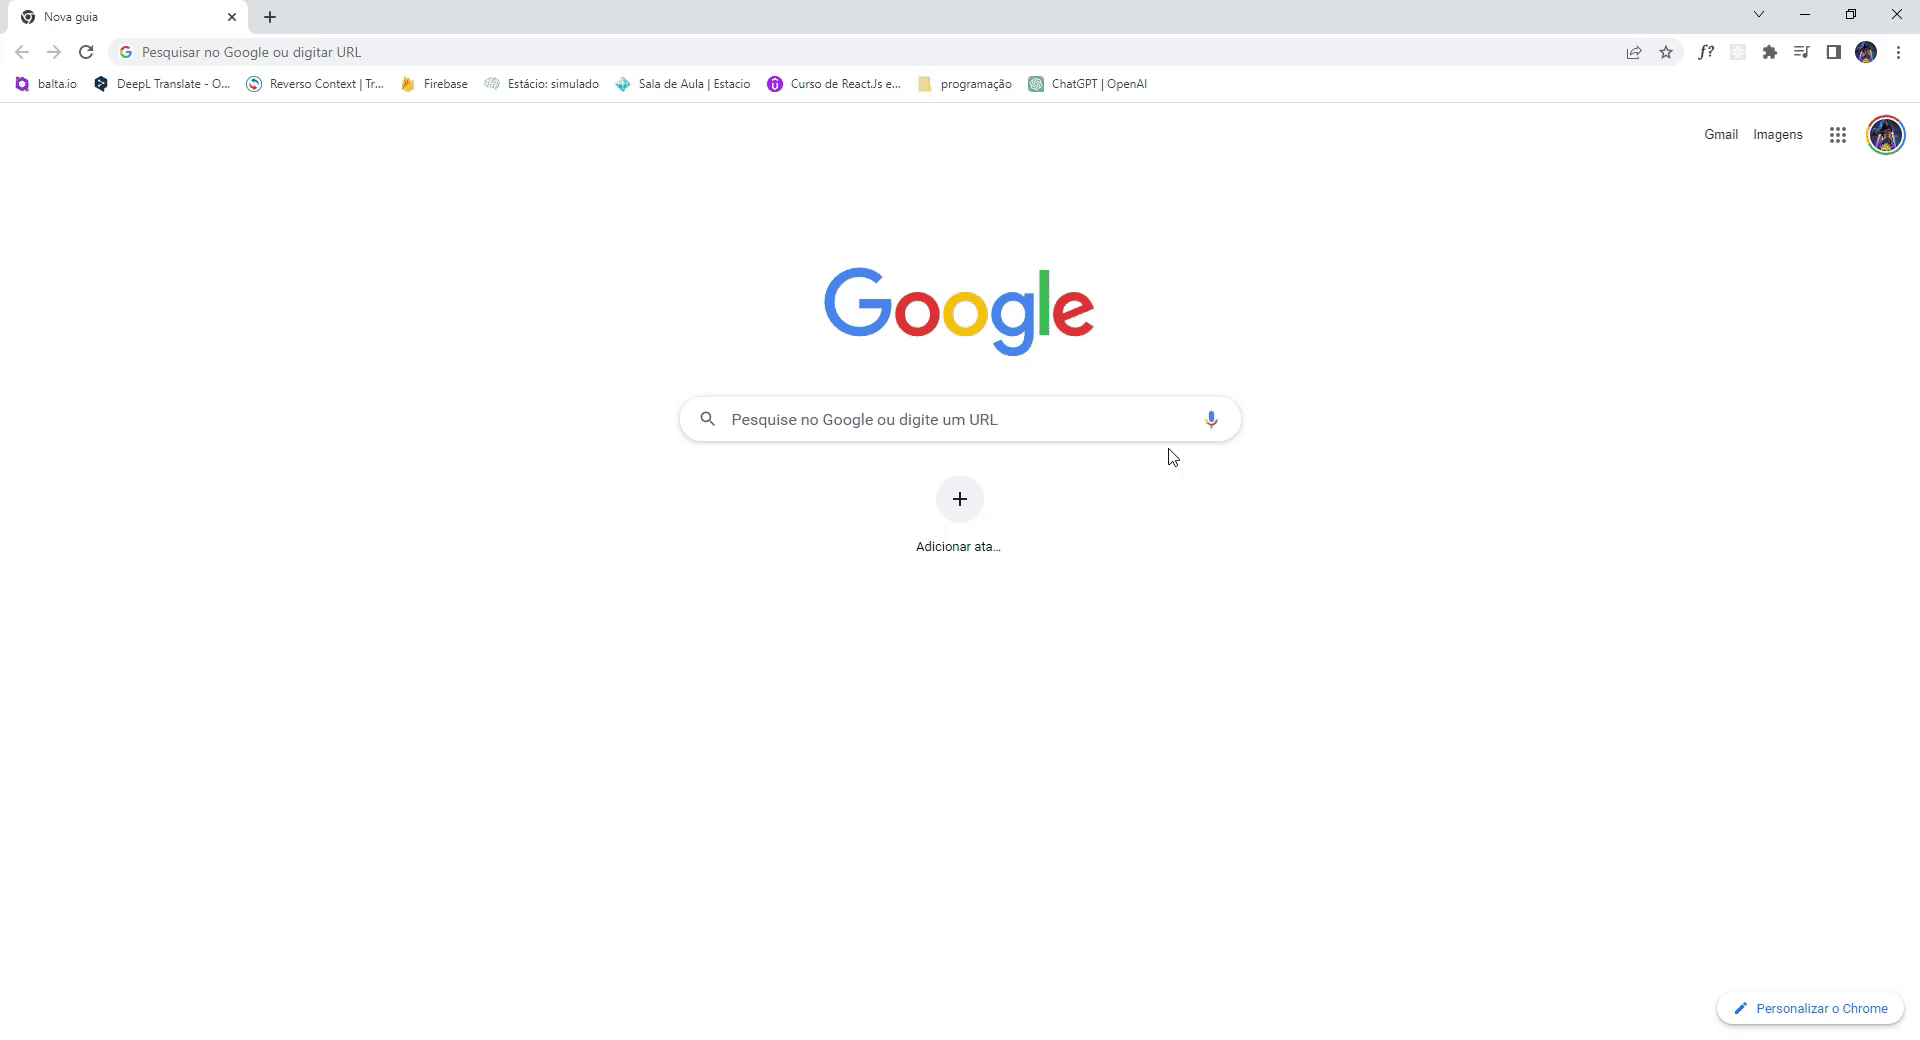 Nova guia
Pesquisar no Google ou digitar URL
f?
balta.io DeepL Translate - O... Reverso Context | Tr... Firebase Estácio: simulado Sala de Aula | Estacio Curso de ReactJs e... programação ChatGPT | OpenAI
Gmail Imagens
Google
Pesquise no Google ou digite um URL
Adicionar ata...
Personalizar o Chrome